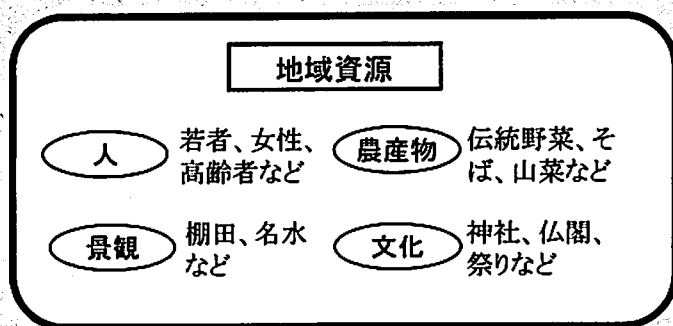 地域資源
人
若者、女性、
高齢者など
農産物
伝統野菜、そ
ば、山菜など
景観
棚田、名水
など
文化
神社、仏閣、
祭りなど